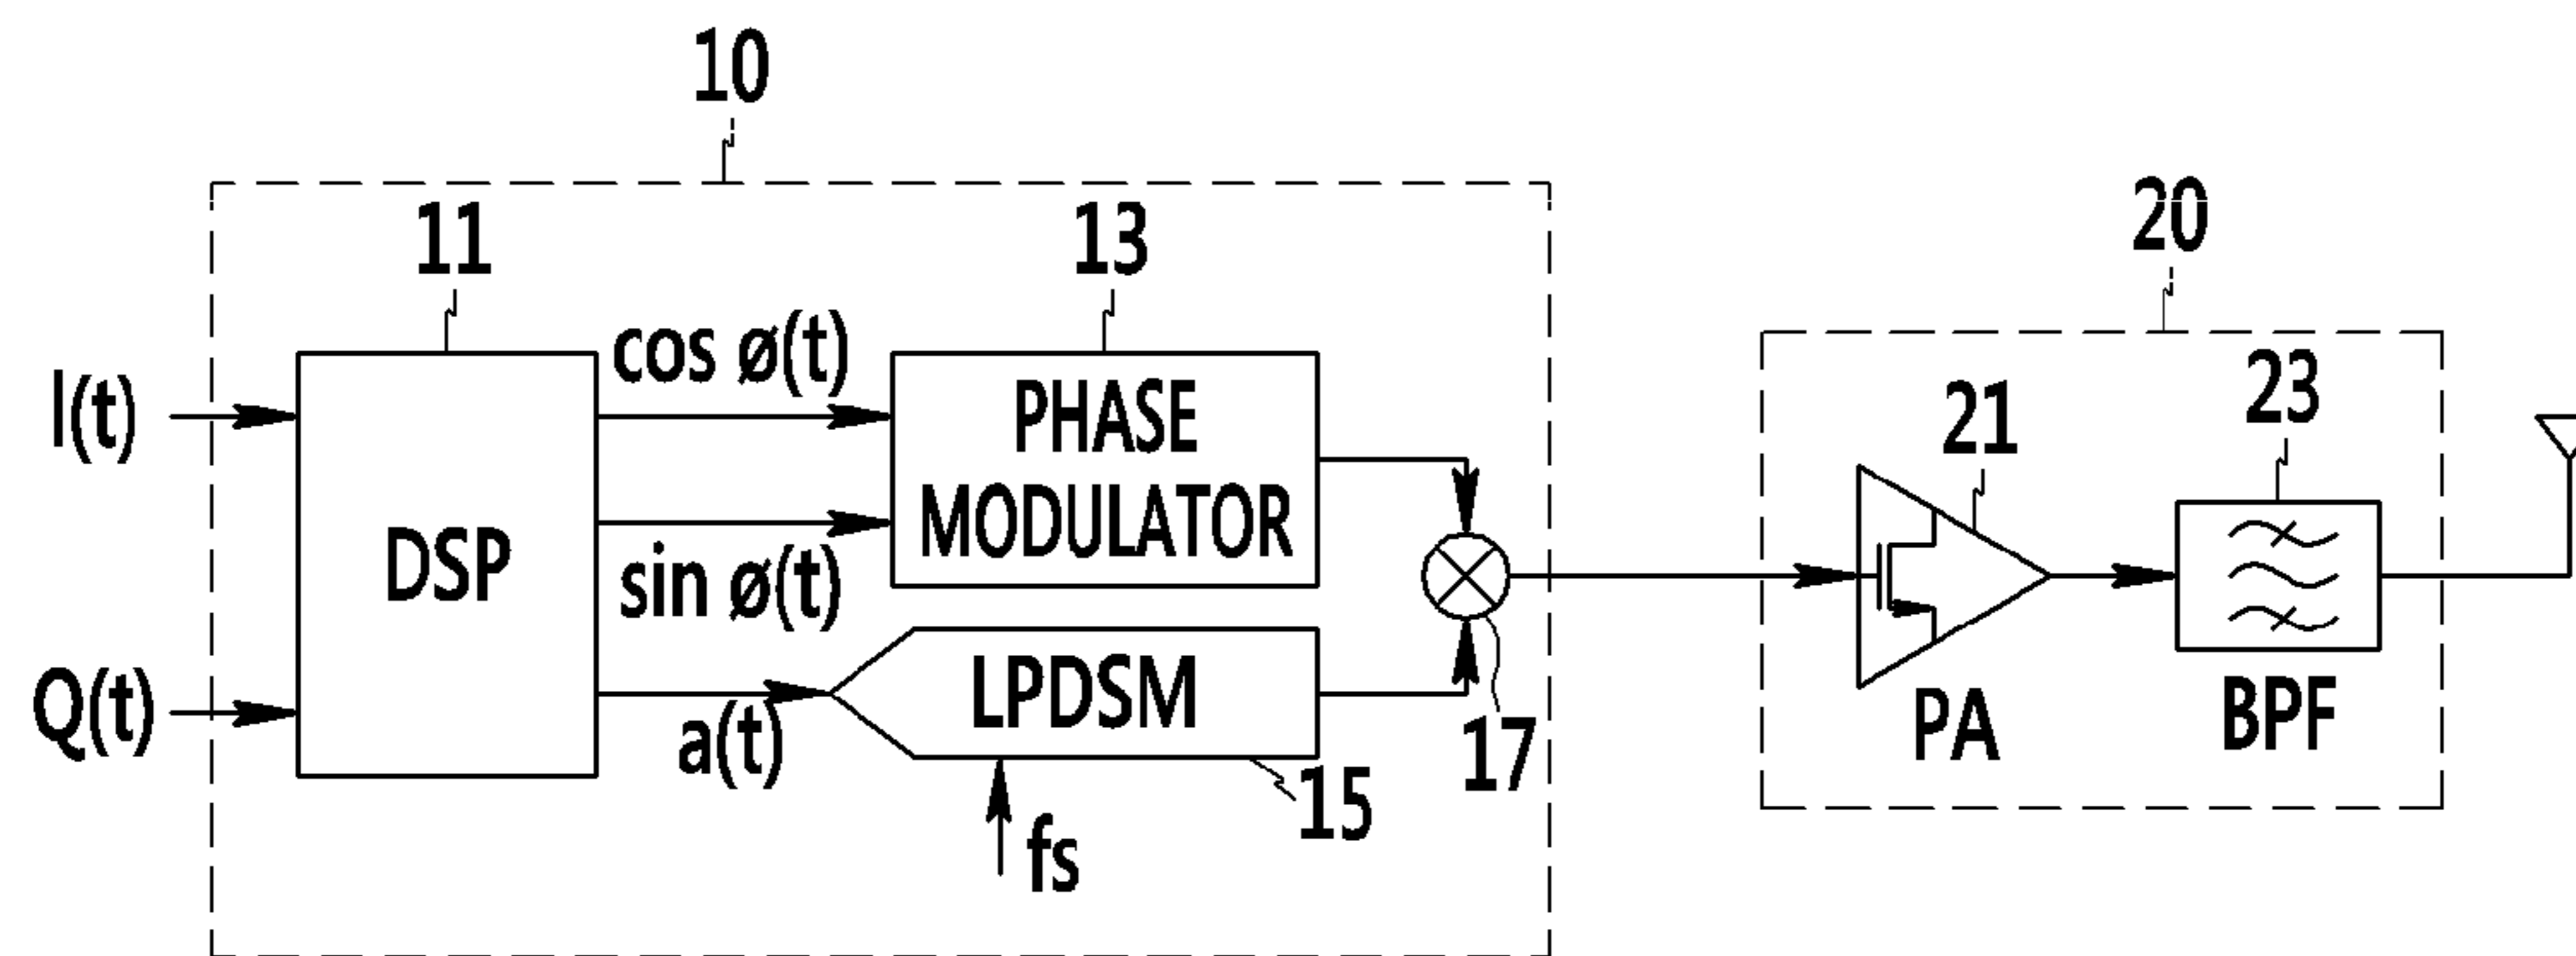 10
11
13
20
I(t)
cos ø(t)
PHASE
MODULATOR
21
23
DSP
sin ø(t)
Q(t)
a(t)
LPDSM
17
PA
BPF
15
fs